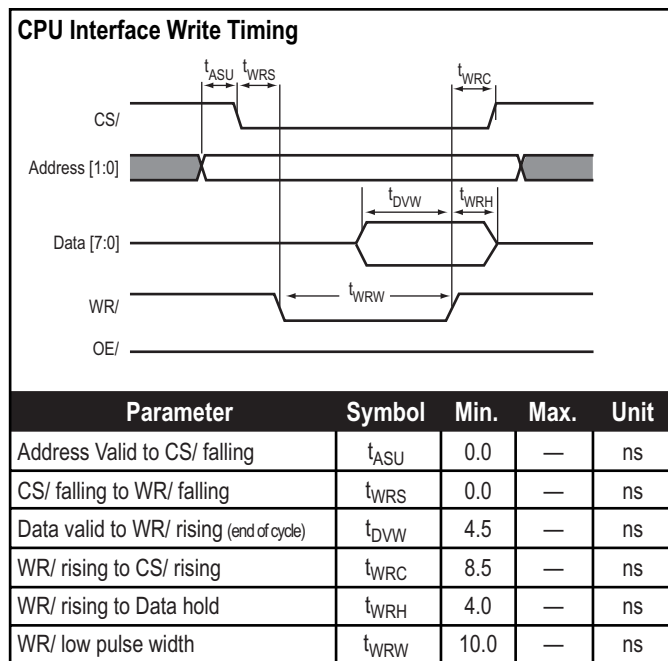 CPU Interface Write Timing
tASU tWRS tWRC
CS/
Address [1:0]
tDVW tWRH
Data [7:0]
tWRW
WR/
OE/
Parameter Symbol Min. Max. Unit
Address Valid to CS/ falling tASU 0.0 — ns
CS/ falling to WR/ falling tWRS 0.0 — ns
Data valid to WR/ rising (end of cycle) tDVW 4.5 — ns
WR/ rising to CS/ rising tWRC 8.5 — ns
WR/ rising to Data hold tWRH 4.0 — ns
WR/ low pulse width tWRW 10.0 — ns